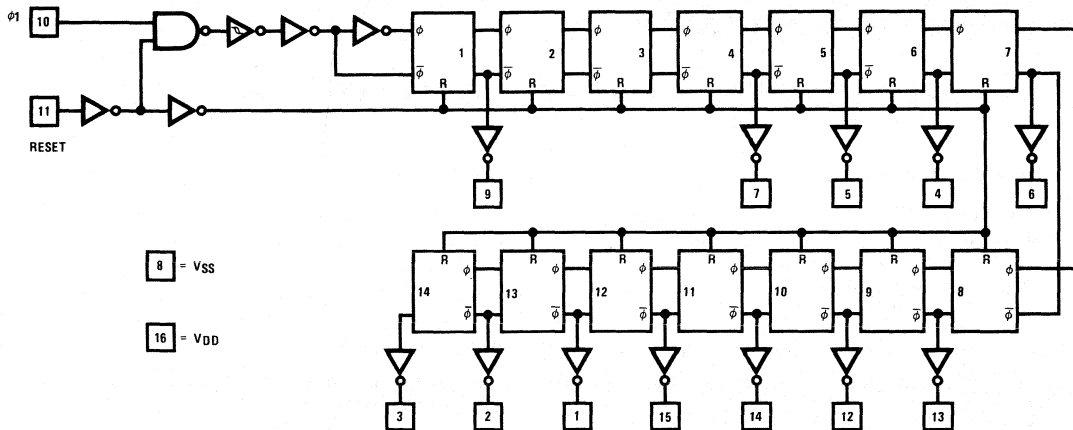 φ1 10
φ 1 φ 2 φ 3 φ 4 φ 5 φ 6 φ 7
φ̄ φ̄ φ̄ φ̄ φ̄ φ̄ φ̄
R R R R R R R
11
RESET
9 7 5 4 6
R R R R R R R
8 = VSS
14 φ 13 φ 12 φ 11 φ 10 φ 9 φ 8 φ
φ̄ φ̄ φ̄ φ̄ φ̄ φ̄
16 = VDD
3 2 1 15 14 12 13